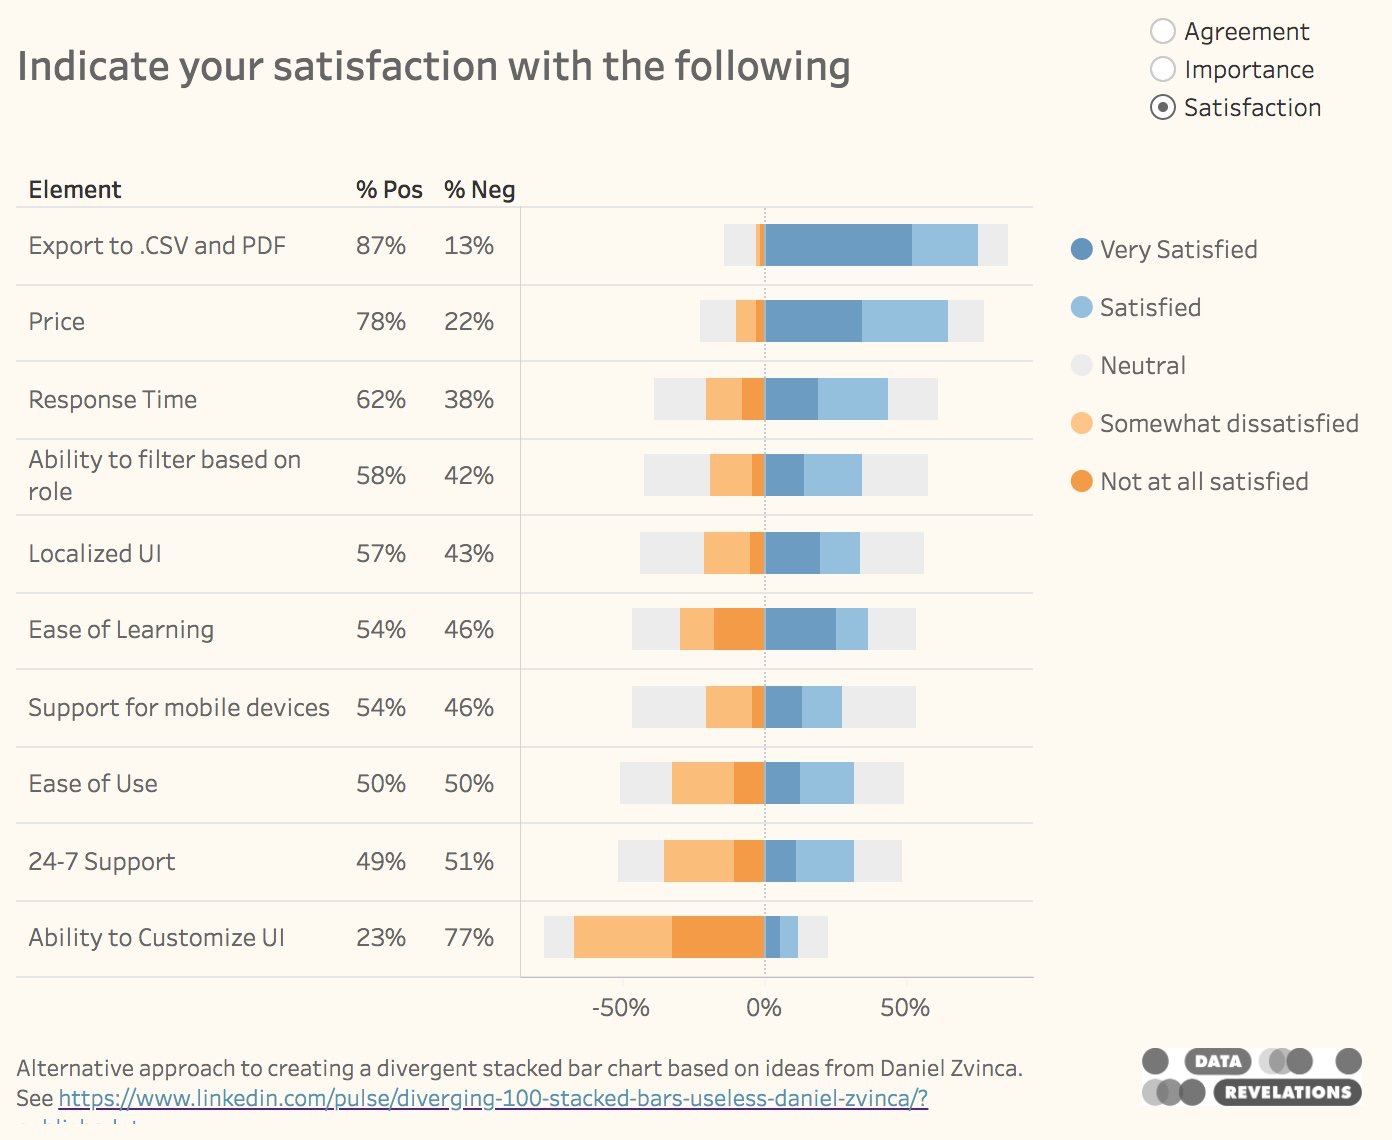 Agreement
Importance
Satisfaction
Indicate your satisfaction with the following
Element % Pos % Neg
Export to .CSV and PDF 87% 13%
Price 78% 22%
Response Time 62% 38%
Ability to filter based on
role 58% 42%
Localized UI 57% 43%
Ease of Learning 54% 46%
Support for mobile devices 54% 46%
Ease of Use 50% 50%
24-7 Support 49% 51%
Ability to Customize UI 23% 77%
-50% 0% 50%
Very Satisfied
Satisfied
Neutral
Somewhat dissatisfied
Not at all satisfied
Alternative approach to creating a divergent stacked bar chart based on ideas from Daniel Zvinca.
See https://www.linkedin.com/pulse/diverging-100-stacked-bars-useless-daniel-zvinca/?
DATA
REVELATIONS